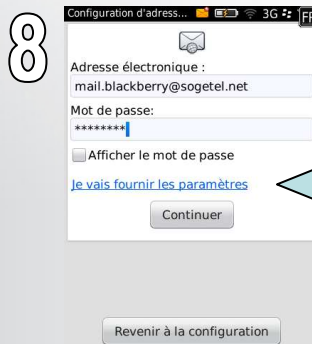 8
Configuration d'adress... 3G
Adresse électronique :
mail.blackberry@sogetel.net
Mot de passe:
********
Afficher le mot de passe
Je vais fournir les paramètres
Continuer
Revenir à la configuration